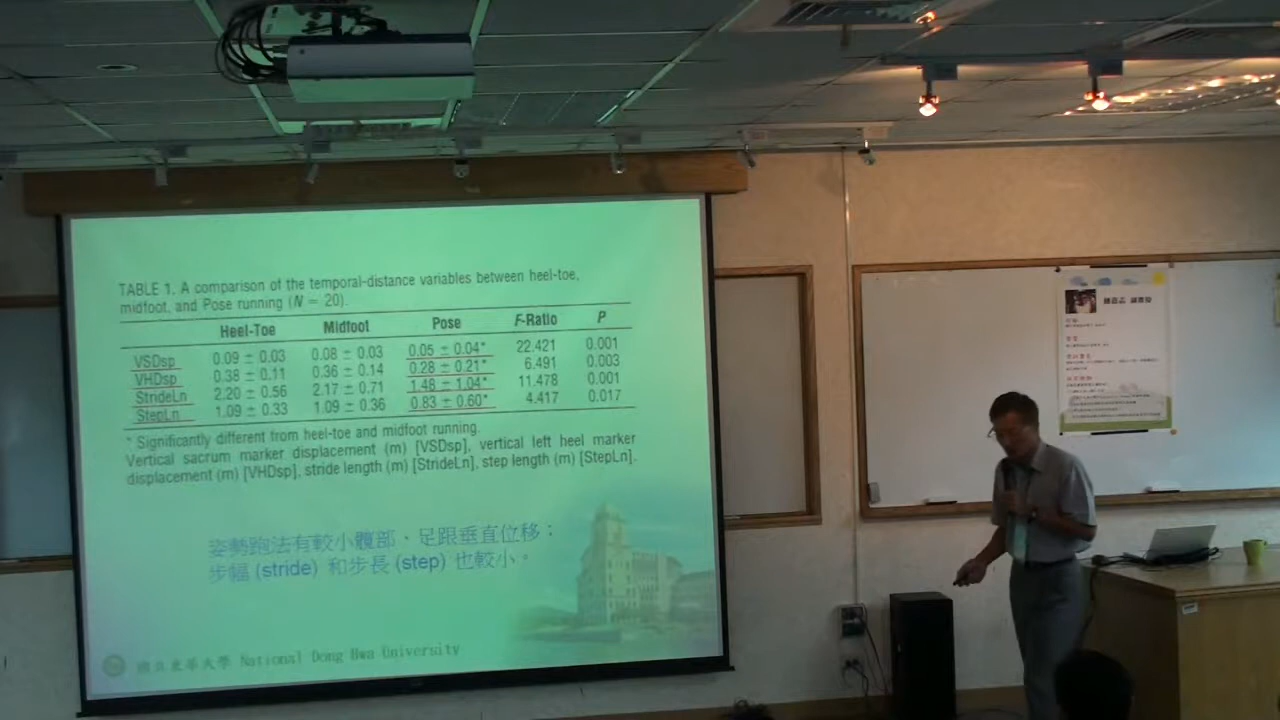 TABLE 1. A comparison of the temporal-distance variables between heel-toe,
midfoot, and Pose running (N = 20).
Heel-Toe Midfoot Pose F-Ratio P
VSDsp 0.09 ± 0.03 0.08 ± 0.03 0.05 ± 0.04* 22.421 0.001
VHDsp 0.38 ± 0.11 0.36 ± 0.14 0.28 ± 0.21* 6.491 0.003
StrideLn 2.20 ± 0.56 2.17 ± 0.71 1.48 ± 1.04* 11.478 0.001
StepLn 1.09 ± 0.33 1.09 ± 0.36 0.83 ± 0.60* 4.417 0.017
* Significantly different from heel-toe and midfoot running.
Vertical sacrum marker displacement (m) [VSDsp], vertical left heel marker
displacement (m) [VHDsp], stride length (m) [StrideLn], step length (m) [StepLn].
姿勢跑法有較小髖部、足跟垂直位移；
步幅 (stride) 和步長 (step) 也較小。
國立東華大學 National Dong Hwa University